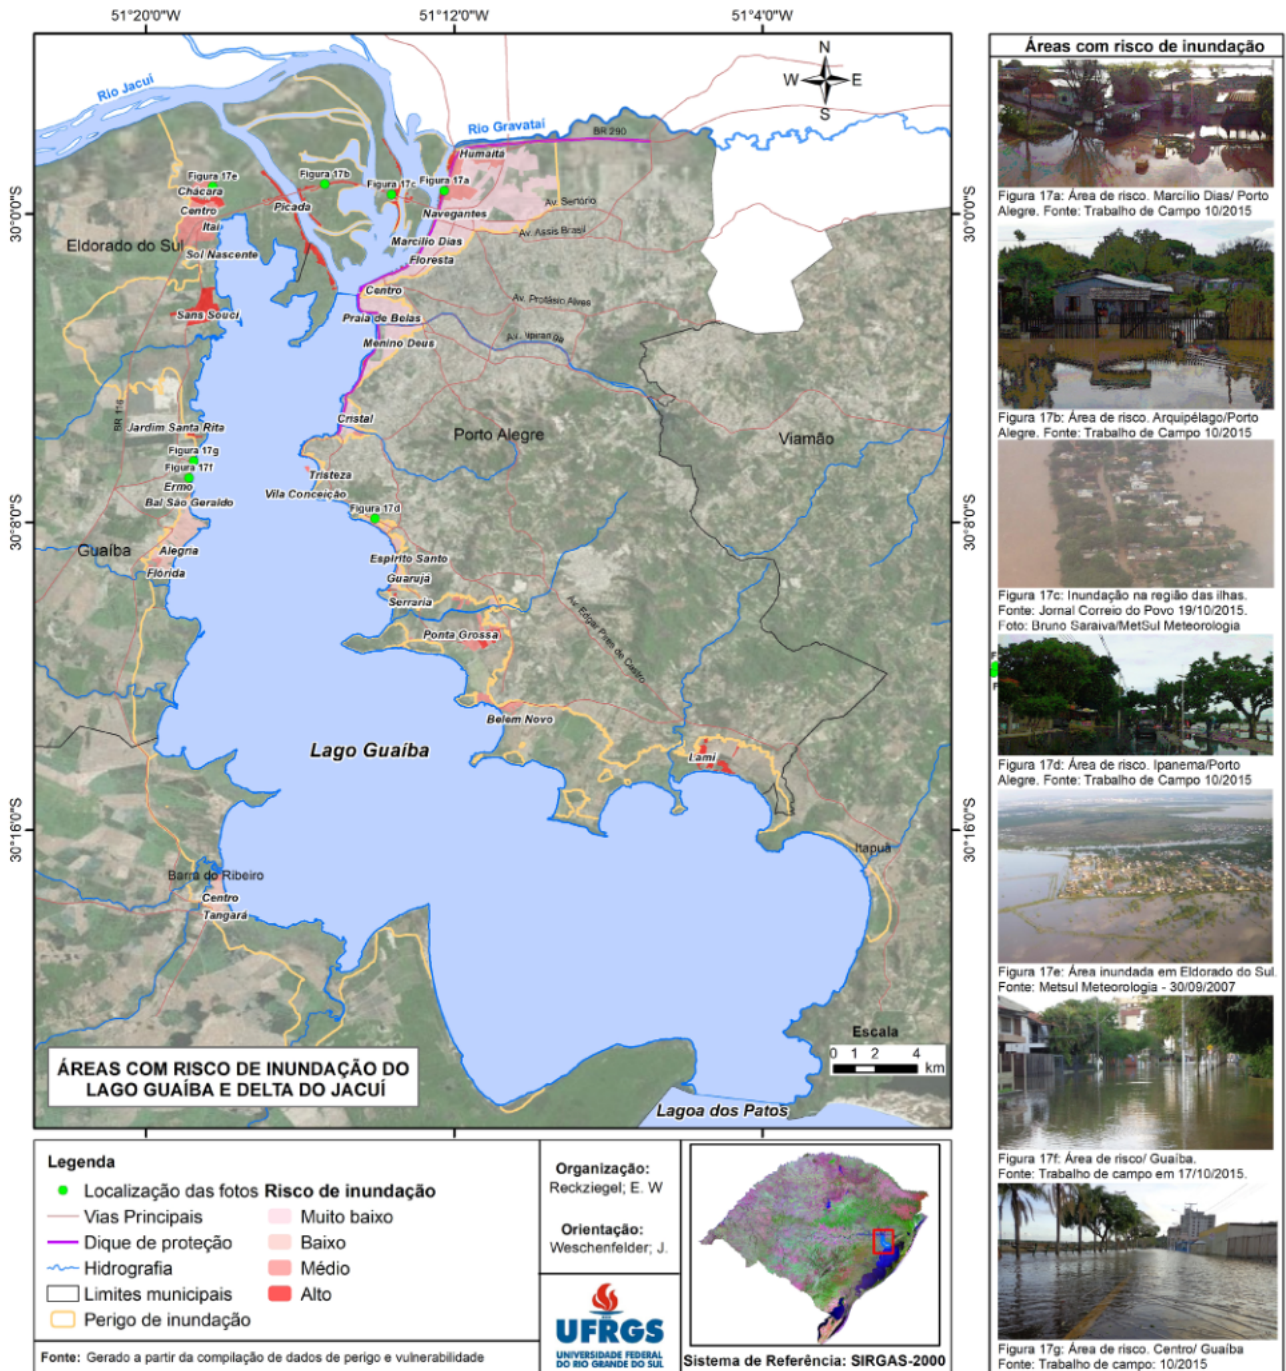 51°20'0"W
51°12'0"W
51°4'0"W
30°0'0"S
30°8'0"S
30°16'0"S
30°0'0"S
30°8'0"S
30°16'0"S
N
W E
S
Rio Jacuí
Rio Gravataí
BR 290
Humaitá
Figura 17e
Figura 17b
Figura 17c
Figura 17a
Chácara
Centro
Picada
Navegantes
Av. Sertório
Itaí
Av. Assis Brasil
Eldorado do Sul
Marcílio Dias
Sol Nascente
Floresta
Centro
Av. Protásio Alves
Sans Souci
Praia de Belas
Av. Ipiranga
Menino Deus
BR 116
Cristal
Jardim Santa Rita
Porto Alegre
Viamão
Figura 17g
Figura 17f
Tristeza
Ermo
Vila Conceição
Bal São Geraldo
Figura 17d
Guaíba
Alegria
Espírito Santo
Flórida
Guarujá
Serraria
Av. Edgar Pires de Castro
Ponta Grossa
Belem Novo
Lago Guaíba
Lami
Itapuã
Barra do Ribeiro
Centro
Tangará
Escala
0 1 2 4
km
ÁREAS COM RISCO DE INUNDAÇÃO DO
LAGO GUAÍBA E DELTA DO JACUÍ
Lagoa dos Patos
Legenda
Localização das fotos
Vias Principais
Dique de proteção
Hidrografia
Limites municipais
Perigo de inundação
Risco de inundação
Muito baixo
Baixo
Médio
Alto
Fonte: Gerado a partir da compilação de dados de perigo e vulnerabilidade
Organização:
Reckziegel; E. W
Orientação:
Weschenfelder; J.
UFRGS
UNIVERSIDADE FEDERAL
DO RIO GRANDE DO SUL
Sistema de Referência: SIRGAS-2000
Áreas com risco de inundação
Figura 17a: Área de risco. Marcílio Dias/ Porto
Alegre. Fonte: Trabalho de Campo 10/2015
Figura 17b: Área de risco. Arquipélago/Porto
Alegre. Fonte: Trabalho de Campo 10/2015
Figura 17c: Inundação na região das ilhas.
Fonte: Jornal Correio do Povo 19/10/2015.
Foto: Bruno Saraiva/MetSul Meteorologia
Figura 17d: Área de risco. Ipanema/Porto
Alegre. Fonte: Trabalho de Campo 10/2015
Figura 17e: Área inundada em Eldorado do Sul.
Fonte: Metsul Meteorologia - 30/09/2007
Figura 17f: Área de risco/ Guaíba.
Fonte: Trabalho de campo em 17/10/2015.
Figura 17g: Área de risco. Centro/ Guaíba
Fonte: Trabalho de campo: 10/2015